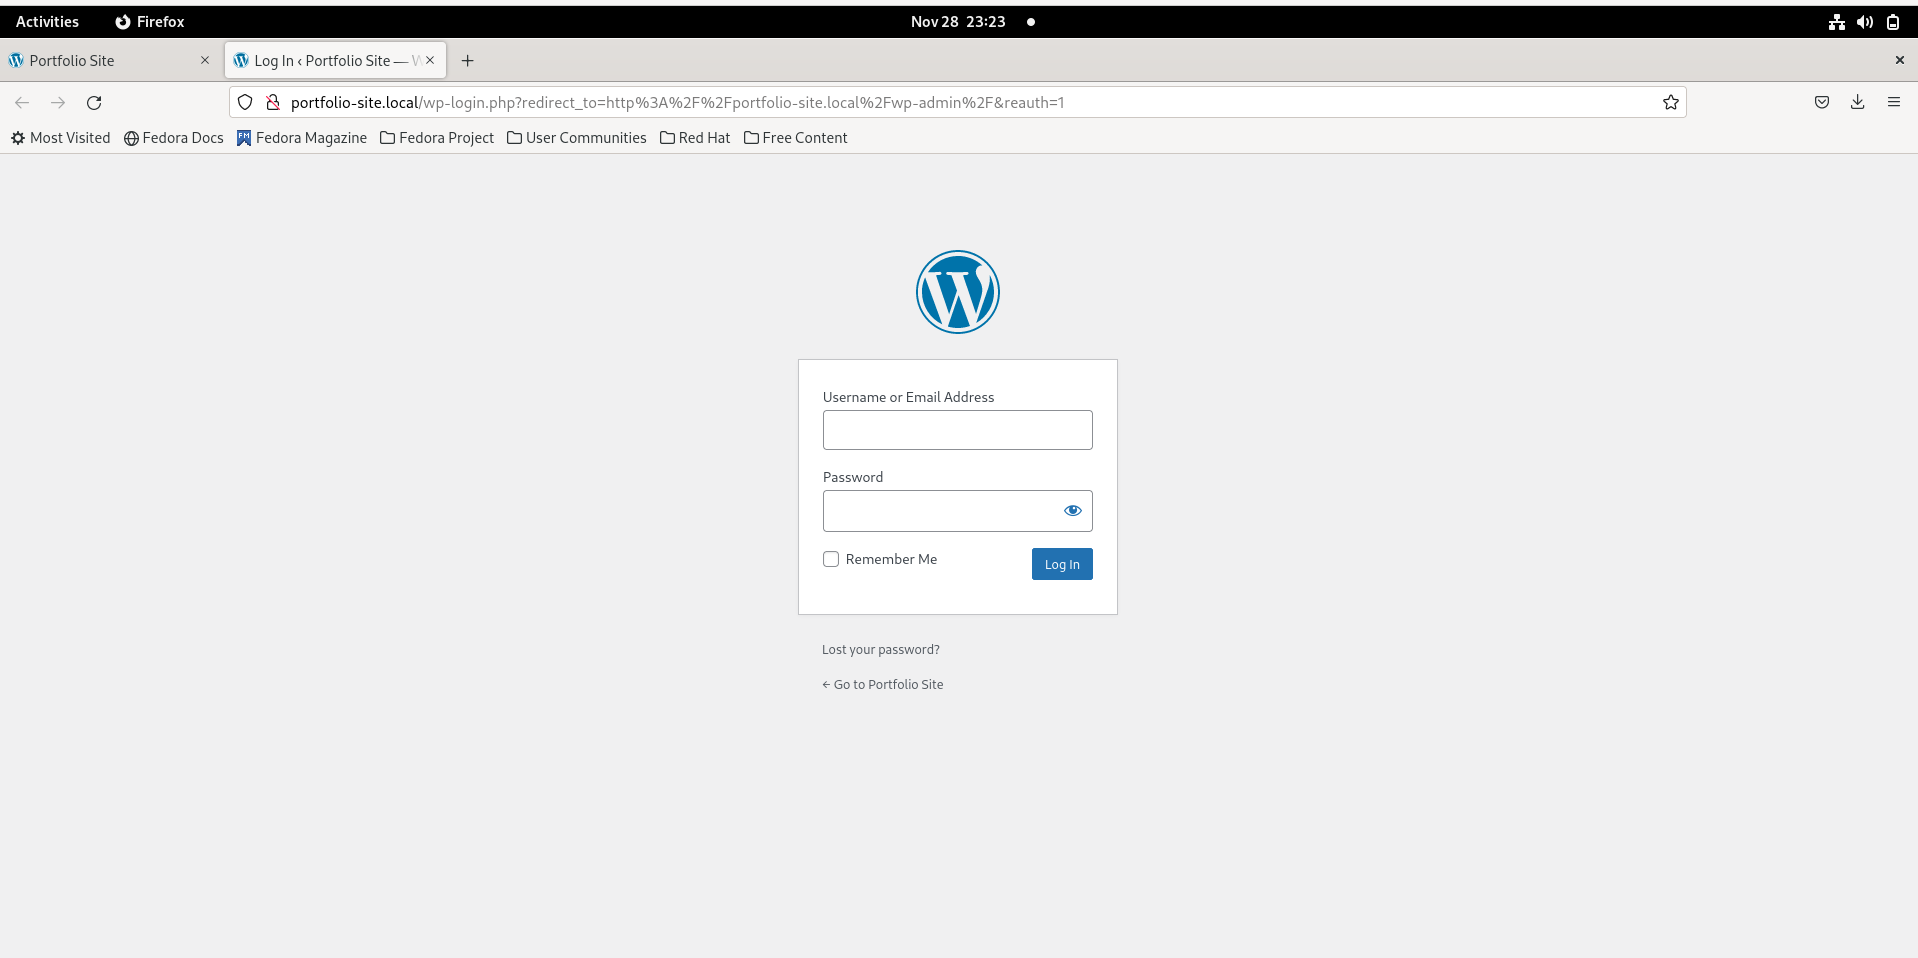 Activities Firefox Nov 28 23:23
Portfolio Site Log In ‹ Portfolio Site — W
portfolio-site.local/wp-login.php?redirect_to=http%3A%2F%2Fportfolio-site.local%2Fwp-admin%2F&reauth=1
Most Visited Fedora Docs FM Fedora Magazine Fedora Project User Communities Red Hat Free Content
W
Username or Email Address
Password
Remember Me Log In
Lost your password?
← Go to Portfolio Site